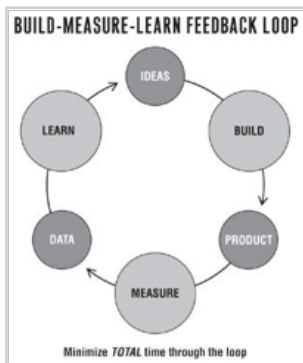 BUILD-MEASURE-LEARN FEEDBACK LOOP
IDEAS
BUILD
PRODUCT
MEASURE
DATA
LEARN
Minimize TOTAL time through the loop